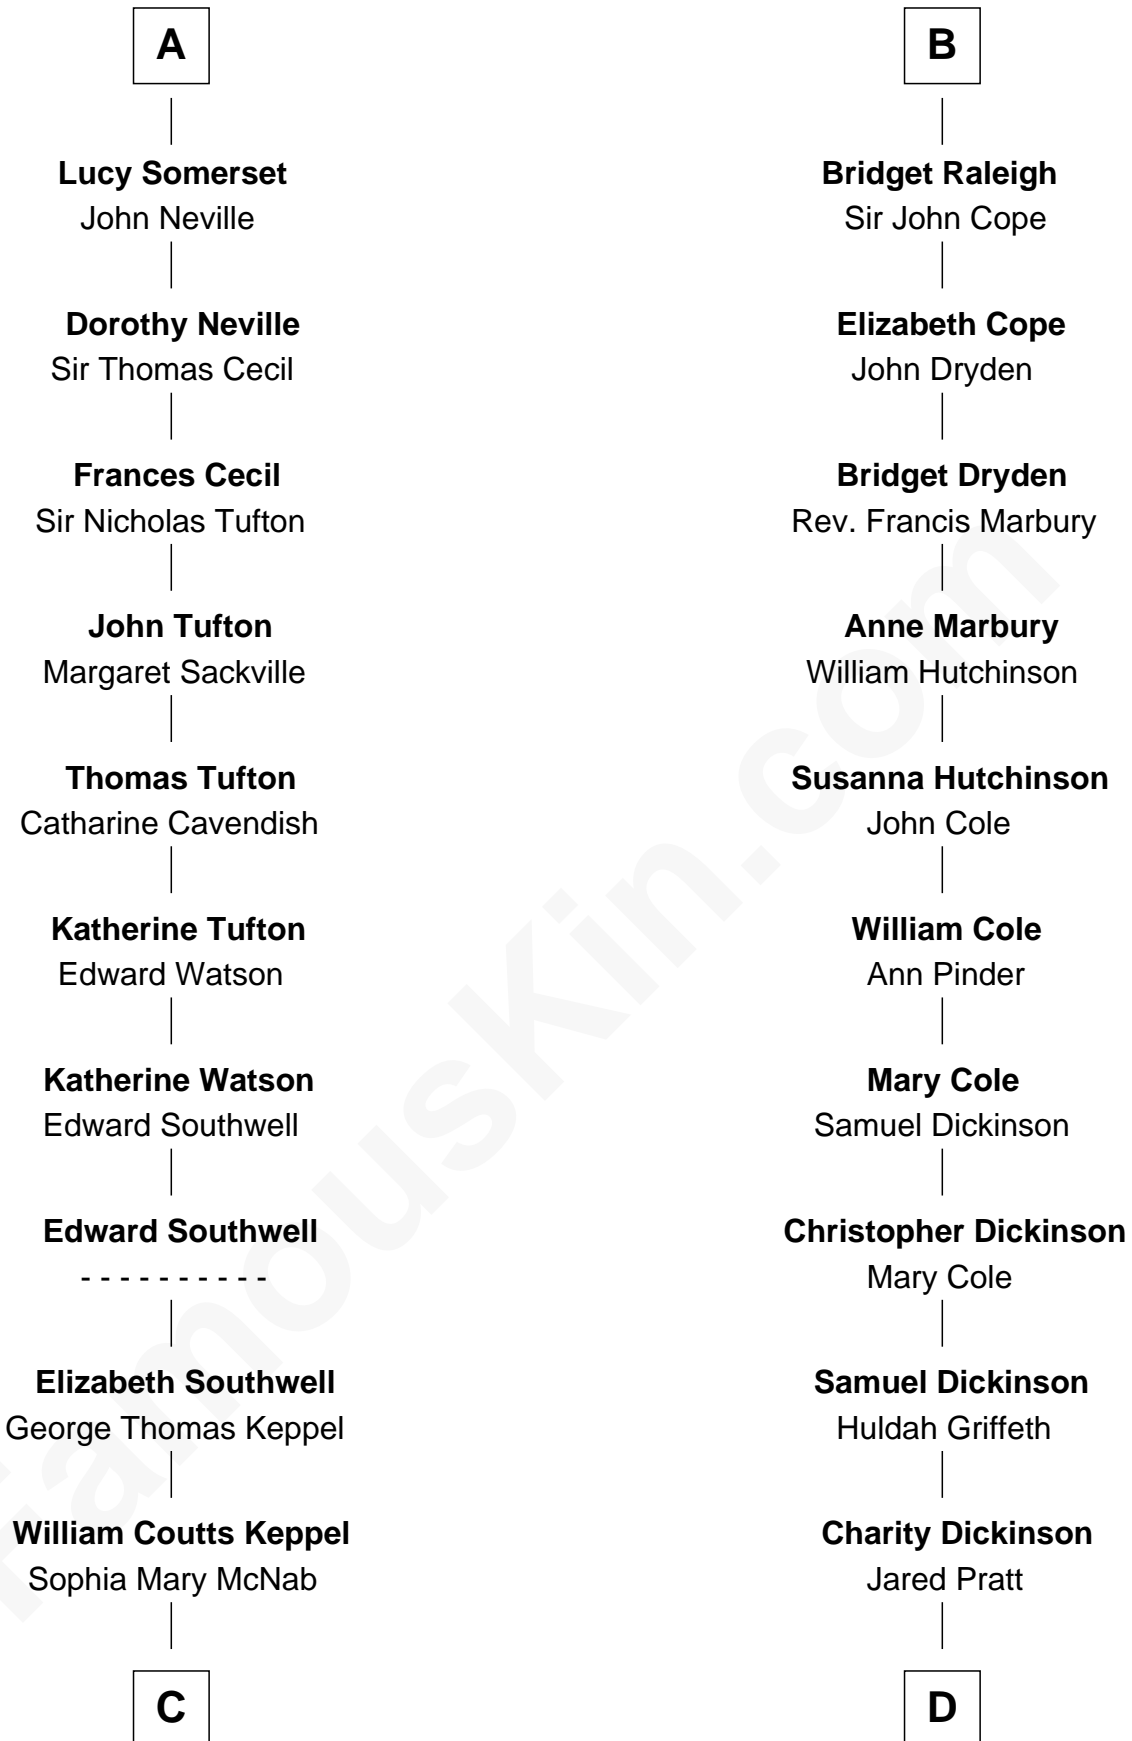 A
Lucy Somerset
John Neville
Dorothy Neville
Sir Thomas Cecil
Frances Cecil
Sir Nicholas Tufton
John Tufton
Margaret Sackville
Thomas Tufton
Catharine Cavendish
Katherine Tufton
Edward Watson
Katherine Watson
Edward Southwell
Edward Southwell
- - - - - - - - - -
Elizabeth Southwell
George Thomas Keppel
William Coutts Keppel
Sophia Mary McNab
C
B
Bridget Raleigh
Sir John Cope
Elizabeth Cope
John Dryden
Bridget Dryden
Rev. Francis Marbury
Anne Marbury
William Hutchinson
Susanna Hutchinson
John Cole
William Cole
Ann Pinder
Mary Cole
Samuel Dickinson
Christopher Dickinson
Mary Cole
Samuel Dickinson
Huldah Griffeth
Charity Dickinson
Jared Pratt
D
FamousKin.com